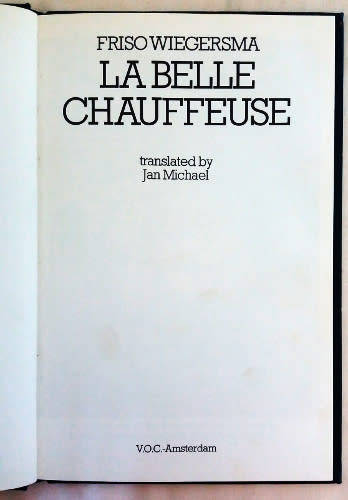 FRISO WIEGERSMA
LA BELLE
CHAUFFEUSE
translated by
Jan Michael
V.O.C.-Amsterdam